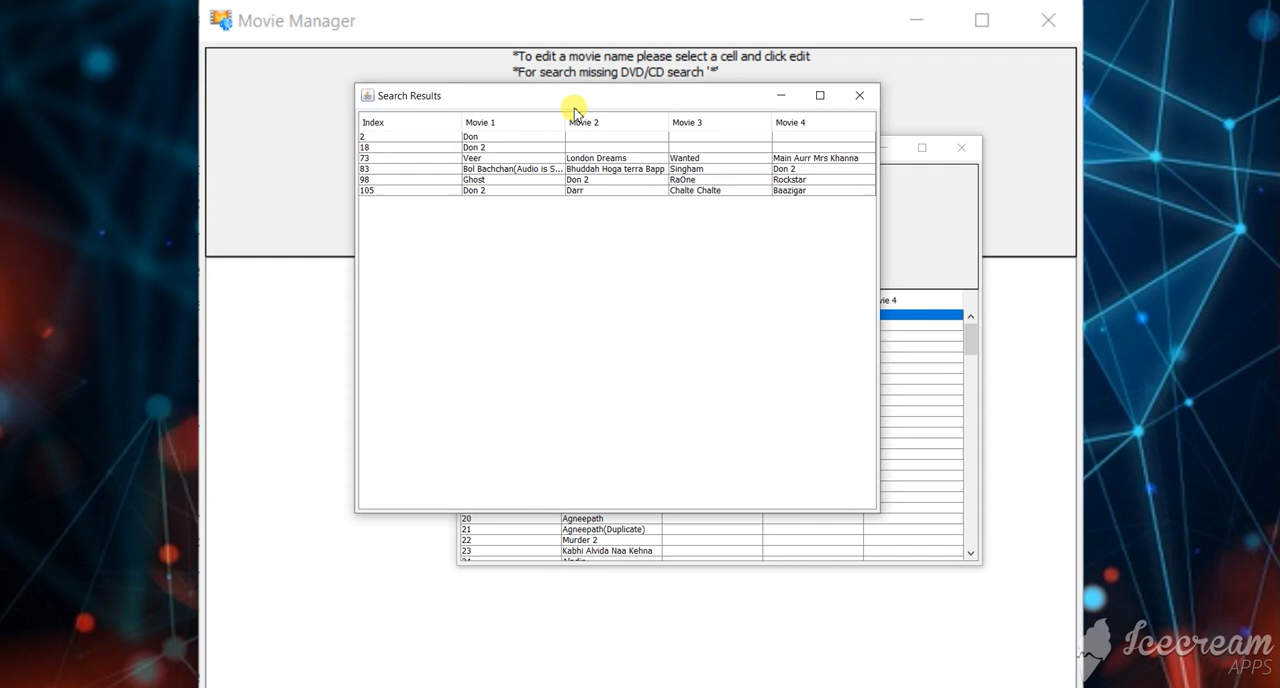 Movie Manager
*To edit a movie name please select a cell and click edit
*For search missing DVD/CD search '*'
Search Results
Index Movie 1 Movie 2 Movie 3 Movie 4
2 Don
18 Don 2
73 Veer London Dreams Wanted Main Aurr Mrs Khanna
83 Bol Bachchan(Audio is S... Bhuddah Hoga terra Bapp Singham Don 2
98 Ghost Don 2 RaOne Rockstar
105 Don 2 Darr Chalte Chalte Baazigar
vie 4
20 Agneepath
21 Agneepath(Duplicate)
22 Murder 2
23 Kabhi Alvida Naa Kehna
Icecream
APPS